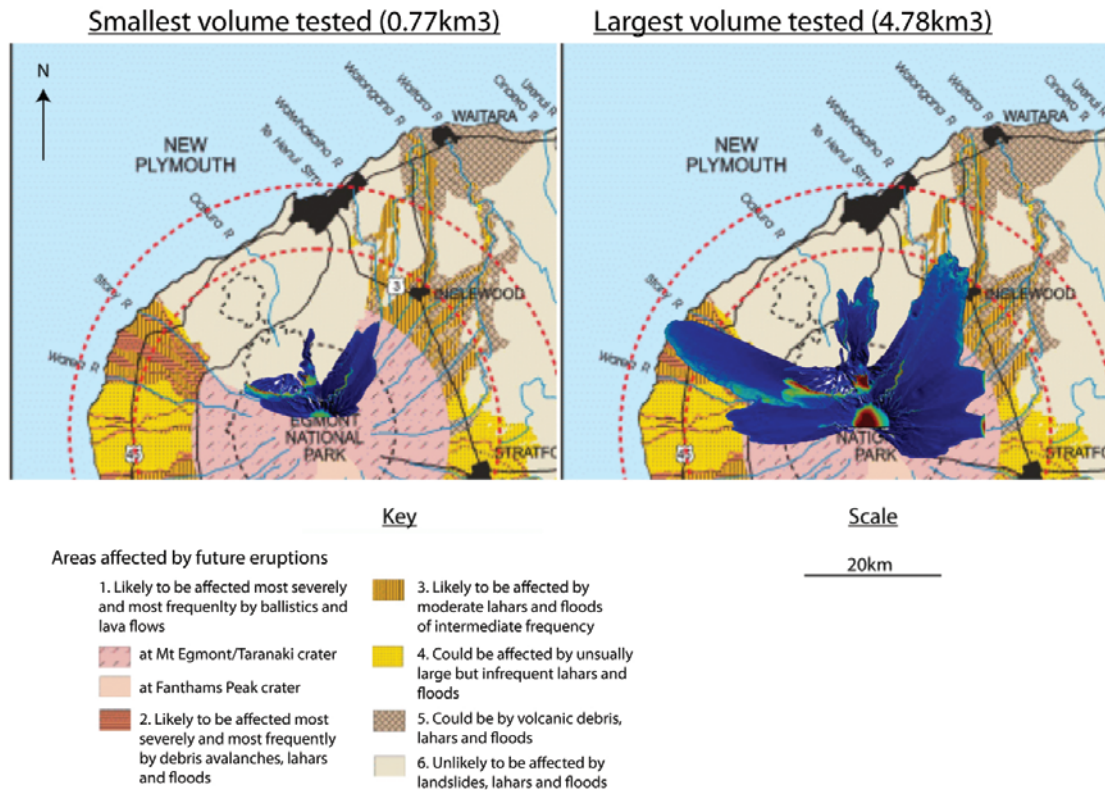 Smallest volume tested (0.77km3)
Largest volume tested (4.78km3)
N
NEW
PLYMOUTH
Oakura R
Te Henui Strm
Waiwhakaiho R
Waiongana R
Waitara R
Onaero R
Urenui R
WAITARA
Stony R
Warea R
3
INGLEWOOD
EGMONT
NATIONAL
PARK
45
STRATFO
NEW
PLYMOUTH
Oakura R
Te Henui Strm
Waiwhakaiho R
Waiongana R
Waitara R
Onaero R
Urenui R
WAITARA
Stony R
Warea R
INGLEWOOD
NATION
PARK
45
STRATFO
Key
Scale
20km
Areas affected by future eruptions
1. Likely to be affected most severely
and most frequenlty by ballistics and
lava flows
at Mt Egmont/Taranaki crater
at Fanthams Peak crater
2. Likely to be affected most
severely and most frequently
by debris avalanches, lahars
and floods
3. Likely to be affected by
moderate lahars and floods
of intermediate frequency
4. Could be affected by unsually
large but infrequent lahars and
floods
5. Could be by volcanic debris,
lahars and floods
6. Unlikely to be affected by
landslides, lahars and floods